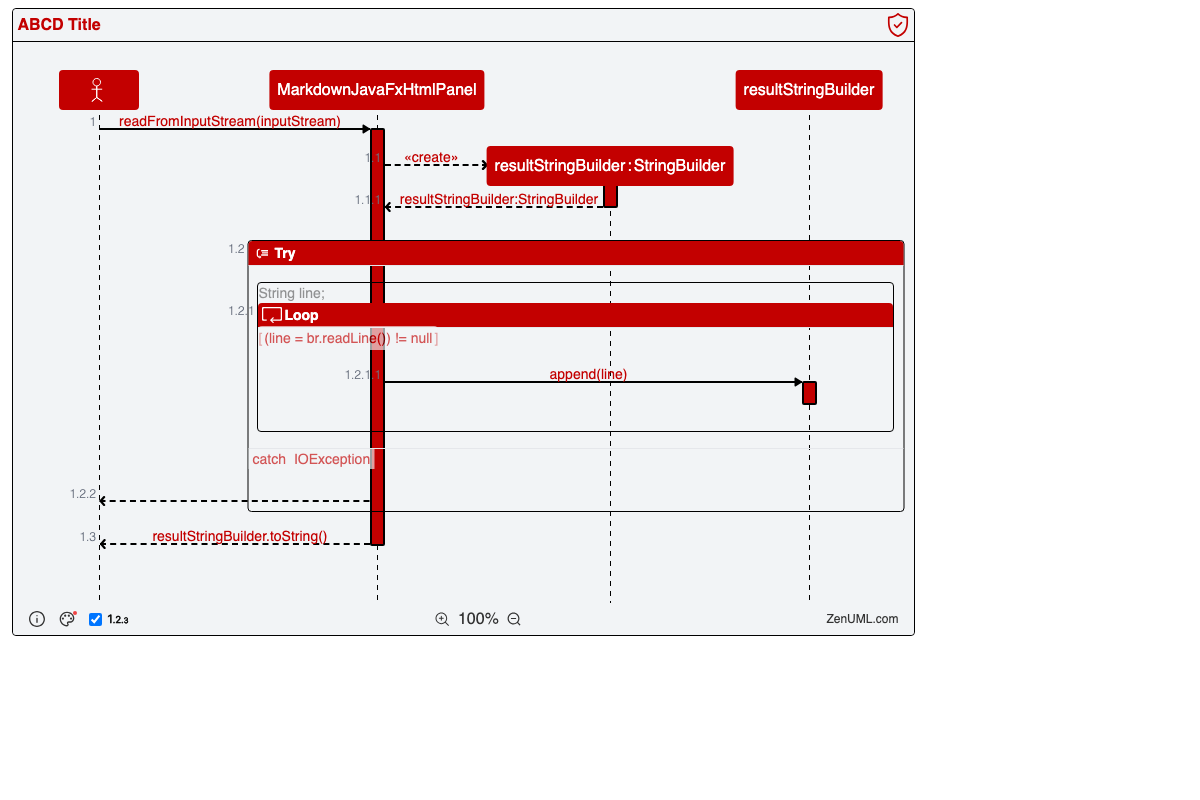 ABCD Title
MarkdownJavaFxHtmlPanel
resultStringBuilder
1
readFromInputStream(inputStream)
1.1
«create»
resultStringBuilder:StringBuilder
1.1.1
resultStringBuilder:StringBuilder
1.2
Try
String line;
1.2.1
Loop
[(line = br.readLine()) != null]
1.2.1.1
append(line)
catch IOException
1.2.2
1.3
resultStringBuilder.toString()
1.2.3
100%
ZenUML.com